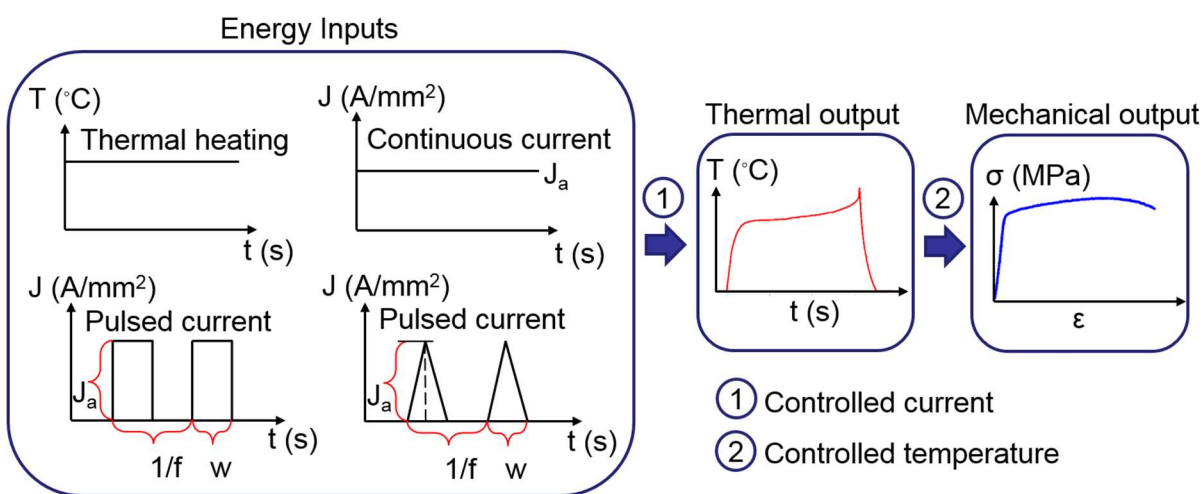 Energy Inputs
T (°C)
Thermal heating
t (s)
J (A/mm²)
Continuous current
Jₐ
t (s)
J (A/mm²)
Pulsed current
Jₐ
t (s)
1/f
w
J (A/mm²)
Pulsed current
Jₐ
t (s)
1/f
w
1
Thermal output
T (°C)
t (s)
2
Mechanical output
σ (MPa)
ε
1 Controlled current
2 Controlled temperature